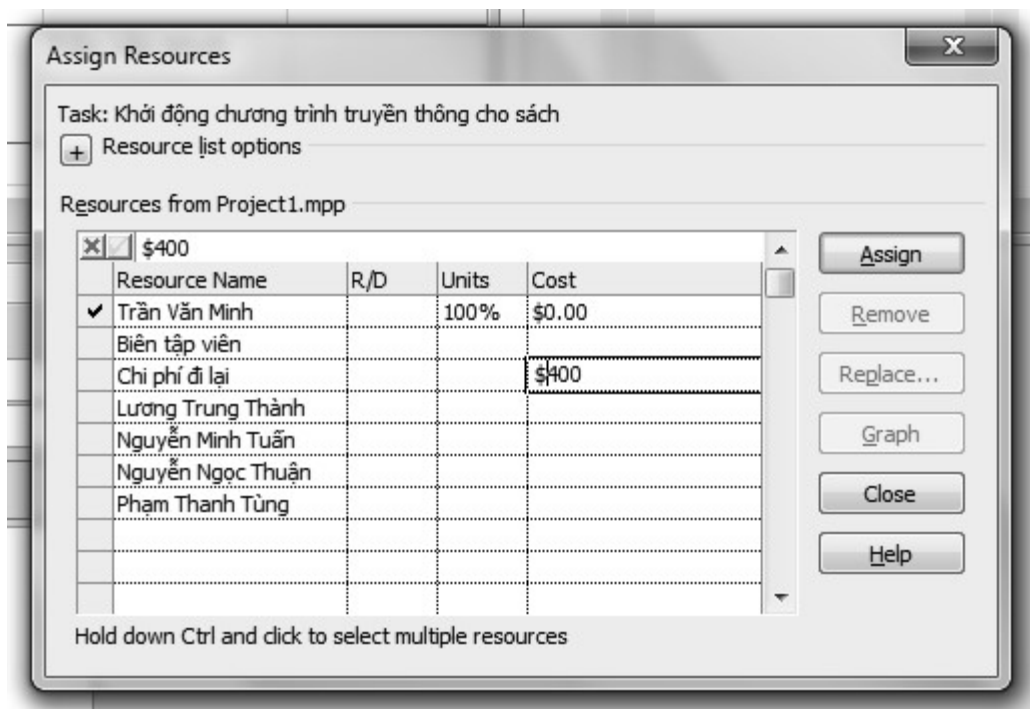 Assign Resources
Task: Khởi động chương trình truyền thông cho sách
Resource list options
Resources from Project1.mpp
$400
Resource Name R/D Units Cost
Trần Văn Minh 100% $0.00
Biên tập viên
Chi phí đi lại $400
Lương Trung Thành
Nguyễn Minh Tuấn
Nguyễn Ngọc Thuận
Phạm Thanh Tùng
Assign
Remove
Replace...
Graph
Close
Help
Hold down Ctrl and click to select multiple resources